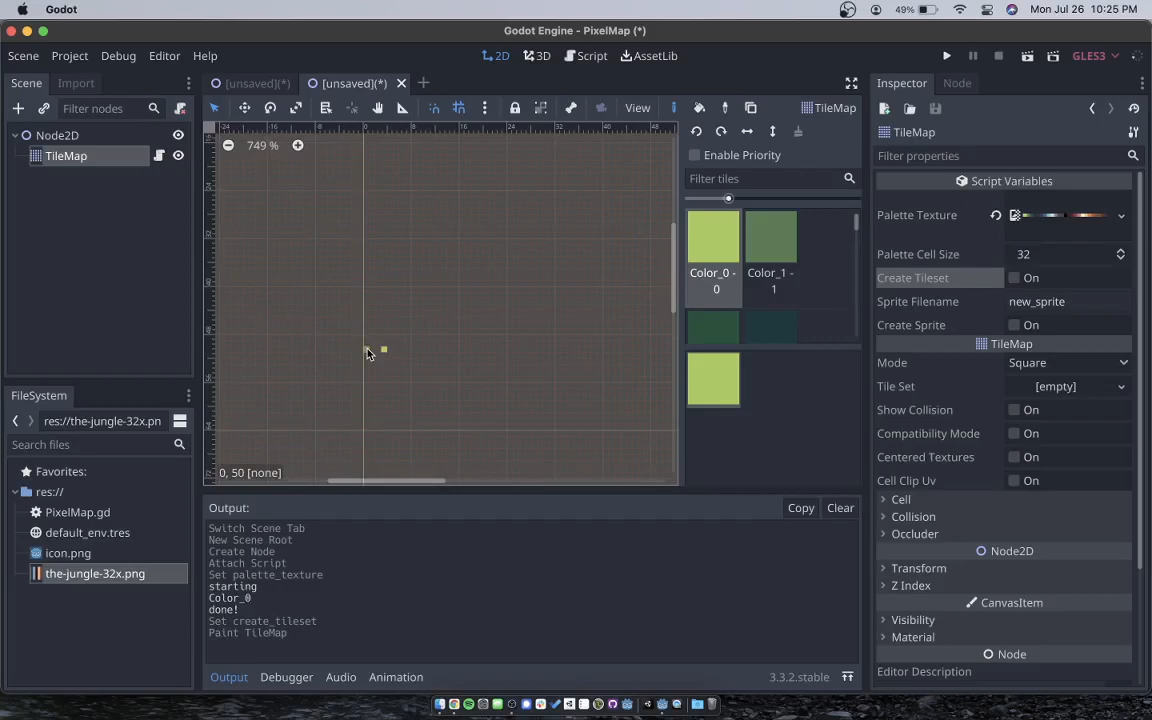 Godot
49%
Mon Jul 26 10:25 PM
Godot Engine - PixelMap (*)
Scene Project Debug Editor Help
2D 3D Script AssetLib
GLES3
Scene Import
[unsaved](*) [unsaved](*)
Inspector Node
Filter nodes
View
TileMap
Node2D
TileMap
749 %
Enable Priority
Filter tiles
Color_0 -
0
Color_1 -
1
0, 50 [none]
TileMap
Filter properties
Script Variables
Palette Texture
Palette Cell Size 32
Create Tileset On
Sprite Filename new_sprite
Create Sprite On
TileMap
Mode Square
Tile Set [empty]
Show Collision On
Compatibility Mode On
Centered Textures On
Cell Clip Uv On
Cell
Collision
Occluder
Node2D
Transform
Z Index
CanvasItem
Visibility
Material
Node
Editor Description
FileSystem
res://the-jungle-32x.pn
Search files
Favorites:
res://
PixelMap.gd
default_env.tres
icon.png
the-jungle-32x.png
Output:
Copy Clear
Switch Scene Tab
New Scene Root
Create Node
Attach Script
Set palette_texture
starting
Color_0
done!
Set create_tileset
Paint TileMap
Output Debugger Audio Animation
3.3.2.stable